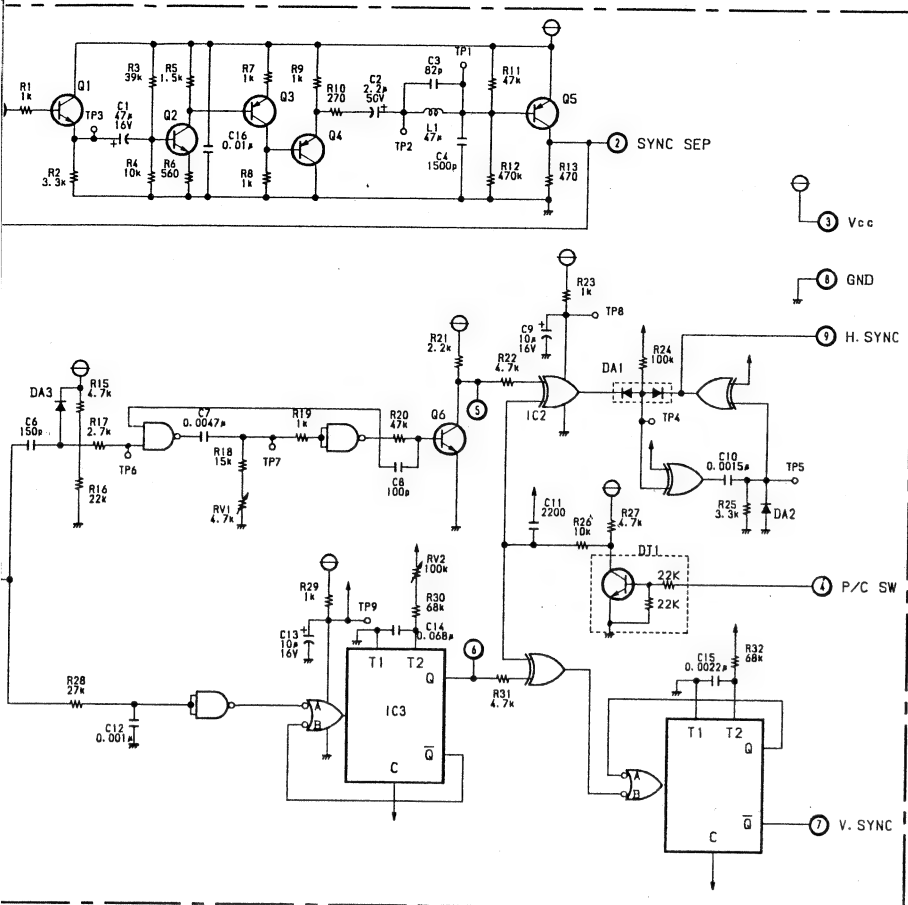 R1
1k
Q1
TP3
R2
3.3k
C1
47μ
16V
R3
39k
R4
10k
R5
1.5k
Q2
R6
560
C16
0.01μ
R7
1k
Q3
R8
1k
R9
1k
Q4
R10
270
C2
2.2μ
50V
TP2
C3
82p
L1
47μ
TP1
C4
1500p
R11
47k
R12
470k
Q5
R13
470
2 SYNC SEP
3 Vcc
8 GND
9 H.SYNC
R23
1k
TP8
C9
10μ
16V
R21
2.2k
R22
4.7k
5
IC2
DA1
R24
100k
TP4
C10
0.0015μ
TP5
R25
3.3k
DA2
DA3
R15
4.7k
C6
150p
R17
2.7k
TP6
R16
22k
C7
0.0047μ
R18
15k
RV1
4.7k
TP7
R19
1k
R20
47k
C8
100p
Q6
C11
2200
R26
10k
R27
4.7k
DT1
22K
22K
4 P/C SW
R29
1k
TP9
C13
10μ
16V
RV2
100k
R30
68k
C14
0.068μ
T1 T2
Q
IC3
Q̅
C
6
R31
4.7k
R28
27k
C12
0.001μ
A
B
C15
0.0022μ
R32
68k
T1 T2
Q
A
B
Q̅
C
7 V.SYNC